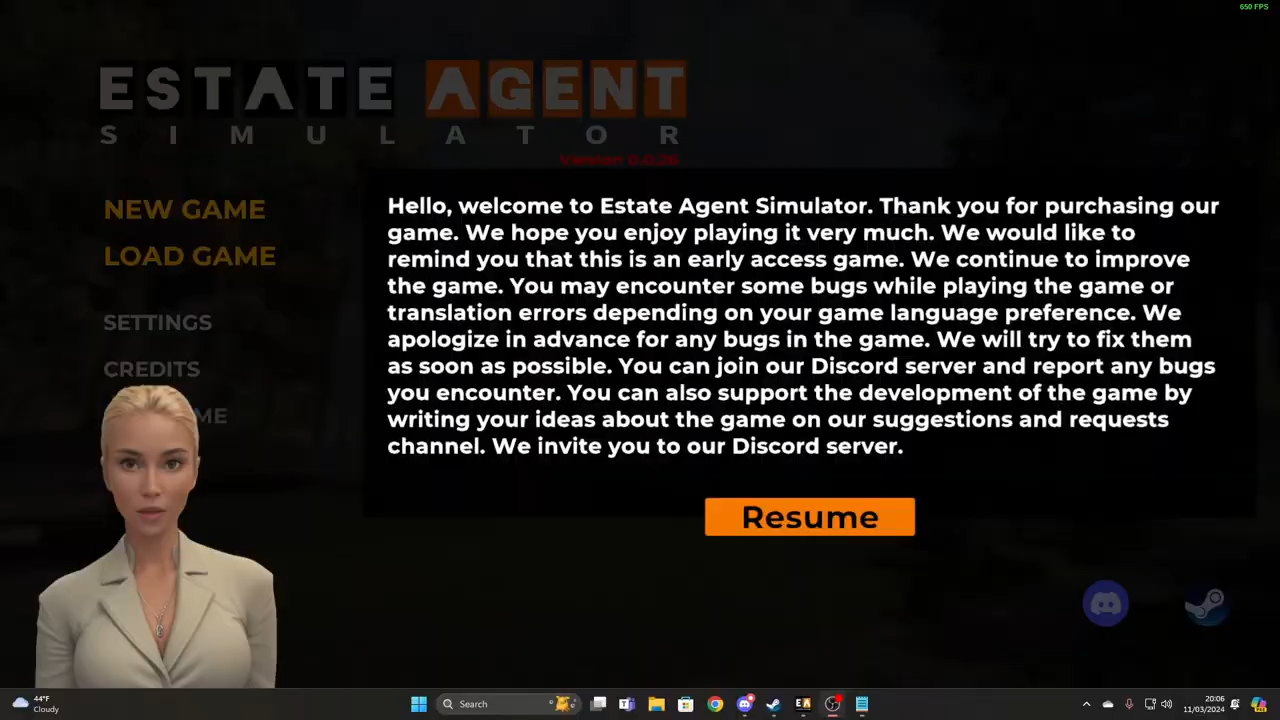 650 FPS
ESTATE AGENT
SIMULATOR
Version 0.0.26
NEW GAME
LOAD GAME
SETTINGS
CREDITS
ME
Hello, welcome to Estate Agent Simulator. Thank you for purchasing our
game. We hope you enjoy playing it very much. We would like to
remind you that this is an early access game. We continue to improve
the game. You may encounter some bugs while playing the game or
translation errors depending on your game language preference. We
apologize in advance for any bugs in the game. We will try to fix them
as soon as possible. You can join our Discord server and report any bugs
you encounter. You can also support the development of the game by
writing your ideas about the game on our suggestions and requests
channel. We invite you to our Discord server.
Resume
44°F
Cloudy
Search
20:06
11/03/2024